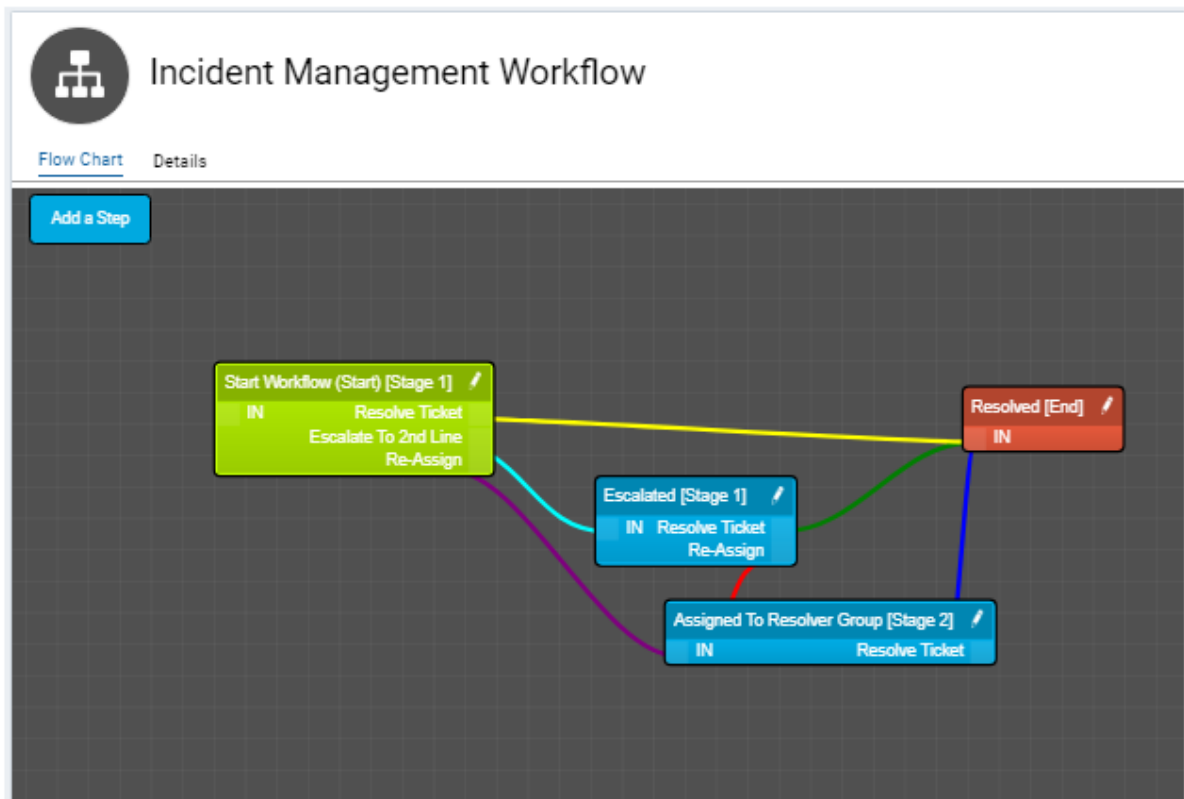 Incident Management Workflow
Flow Chart
Details
Add a Step
Start Workflow (Start) [Stage 1]
IN
Resolve Ticket
Escalate To 2nd Line
Re-Assign
Resolved [End]
IN
Escalated [Stage 1]
IN
Resolve Ticket
Re-Assign
Assigned To Resolver Group [Stage 2]
IN
Resolve Ticket